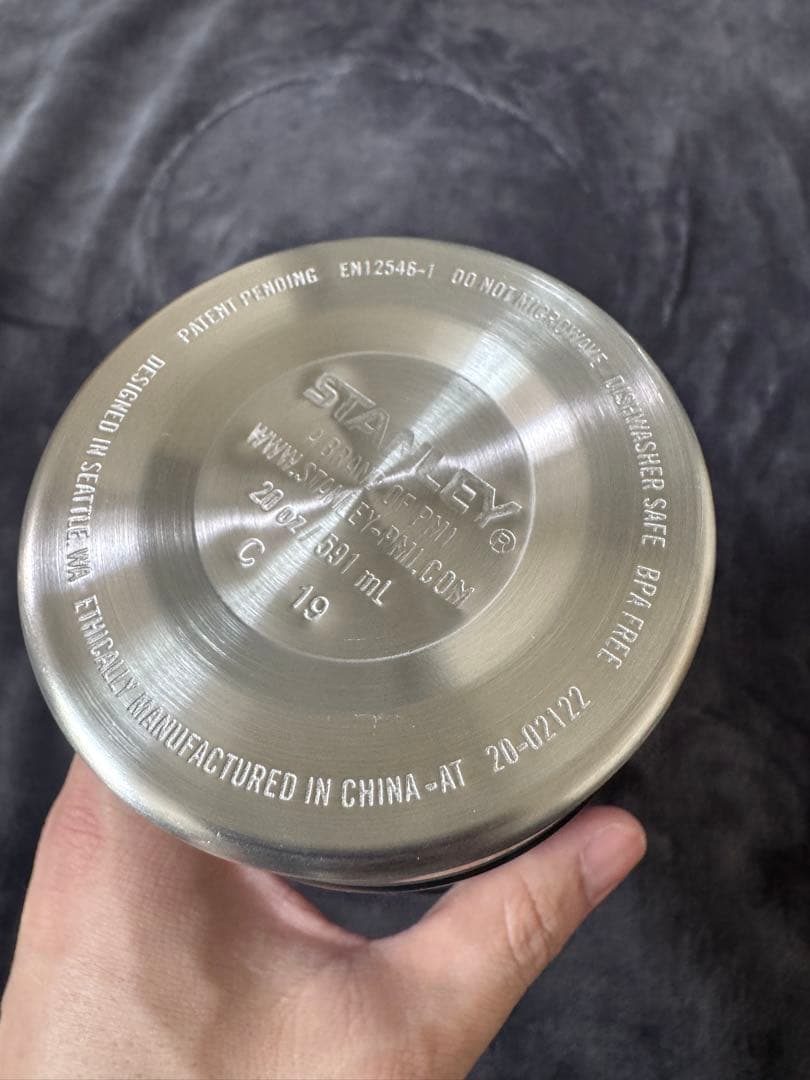 STANLEY®
A BRAND OF PMI
WWW.STANLEY-PMI.COM
20 oz / 591 mL
C 19
DESIGNED IN SEATTLE, WA
PATENT PENDING
EN12546-1
DO NOT MICROWAVE
DISHWASHER SAFE
BPA FREE
ETHICALLY MANUFACTURED IN CHINA-AT
20-02122